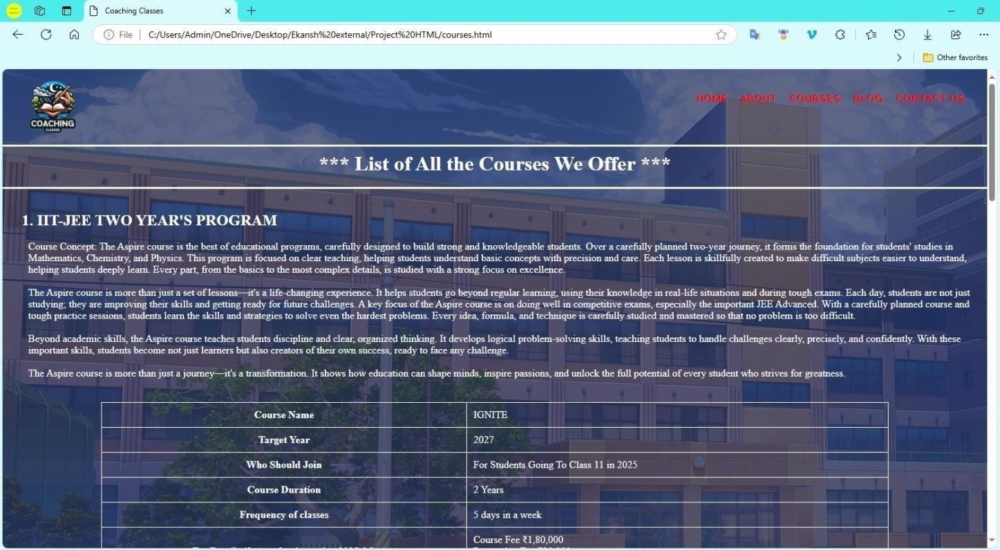 Coaching Classes
File
C:/Users/Admin/OneDrive/Desktop/Ekansh%20external/Project%20HTML/courses.html
Other favorites
COACHING
CLASSES
HOME ABOUT COURSES BLOG CONTACT US
*** List of All the Courses We Offer ***
1. IIT-JEE TWO YEAR'S PROGRAM
Course Concept: The Aspire course is the best of educational programs, carefully designed to build strong and knowledgeable students. Over a carefully planned two-year journey, it forms the foundation for students' studies in
Mathematics, Chemistry, and Physics. This program is focused on clear teaching, helping students understand basic concepts with precision and care. Each lesson is skillfully created to make difficult subjects easier to understand,
helping students deeply learn. Every part, from the basics to the most complex details, is studied with a strong focus on excellence.
The Aspire course is more than just a set of lessons—it's a life-changing experience. It helps students go beyond regular learning, using their knowledge in real-life situations and during tough exams. Each day, students are not just
studying; they are improving their skills and getting ready for future challenges. A key focus of the Aspire course is on doing well in competitive exams, especially the important JEE Advanced. With a carefully planned course and
tough practice sessions, students learn the skills and strategies to solve even the hardest problems. Every idea, formula, and technique is carefully studied and mastered so that no problem is too difficult.
Beyond academic skills, the Aspire course teaches students discipline and clear, organized thinking. It develops logical problem-solving skills, teaching students to handle challenges clearly, precisely, and confidently. With these
important skills, students become not just learners but also creators of their own success, ready to face any challenge.
The Aspire course is more than just a journey—it's a transformation. It shows how education can shape minds, inspire passions, and unlock the full potential of every student who strives for greatness.
Course Name IGNITE
Target Year 2027
Who Should Join For Students Going To Class 11 in 2025
Course Duration 2 Years
Frequency of classes 5 days in a week
Course Fee ₹1,80,000